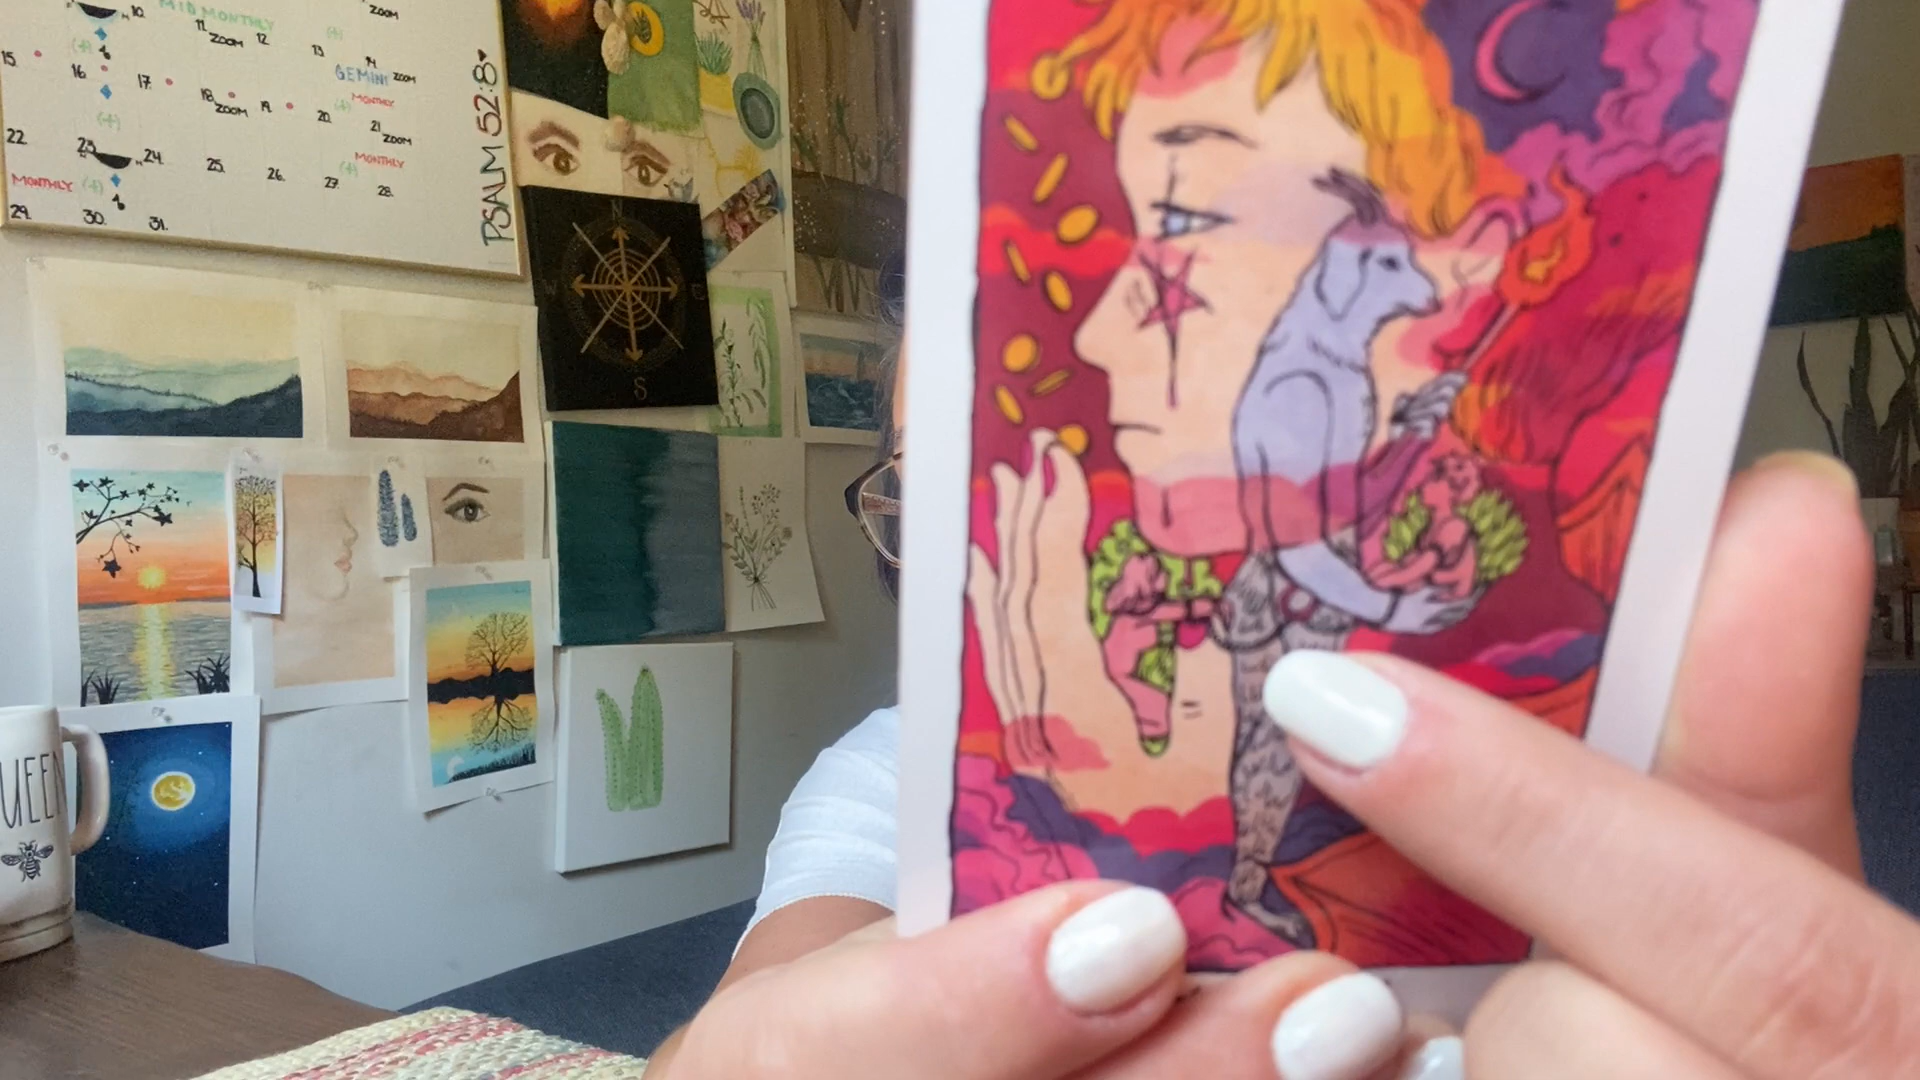 10. MID MONTHLY
11. ZOOM
12.
13.
ZOOM
14. GEMINI ZOOM
15.
16.
17.
18. ZOOM
19.
20.
MONTHLY
21. ZOOM
22.
23.
24.
25.
26.
27.
MONTHLY
28.
MONTHLY
29.
30.
31.
PSALM 52:8
N
S
UEEN